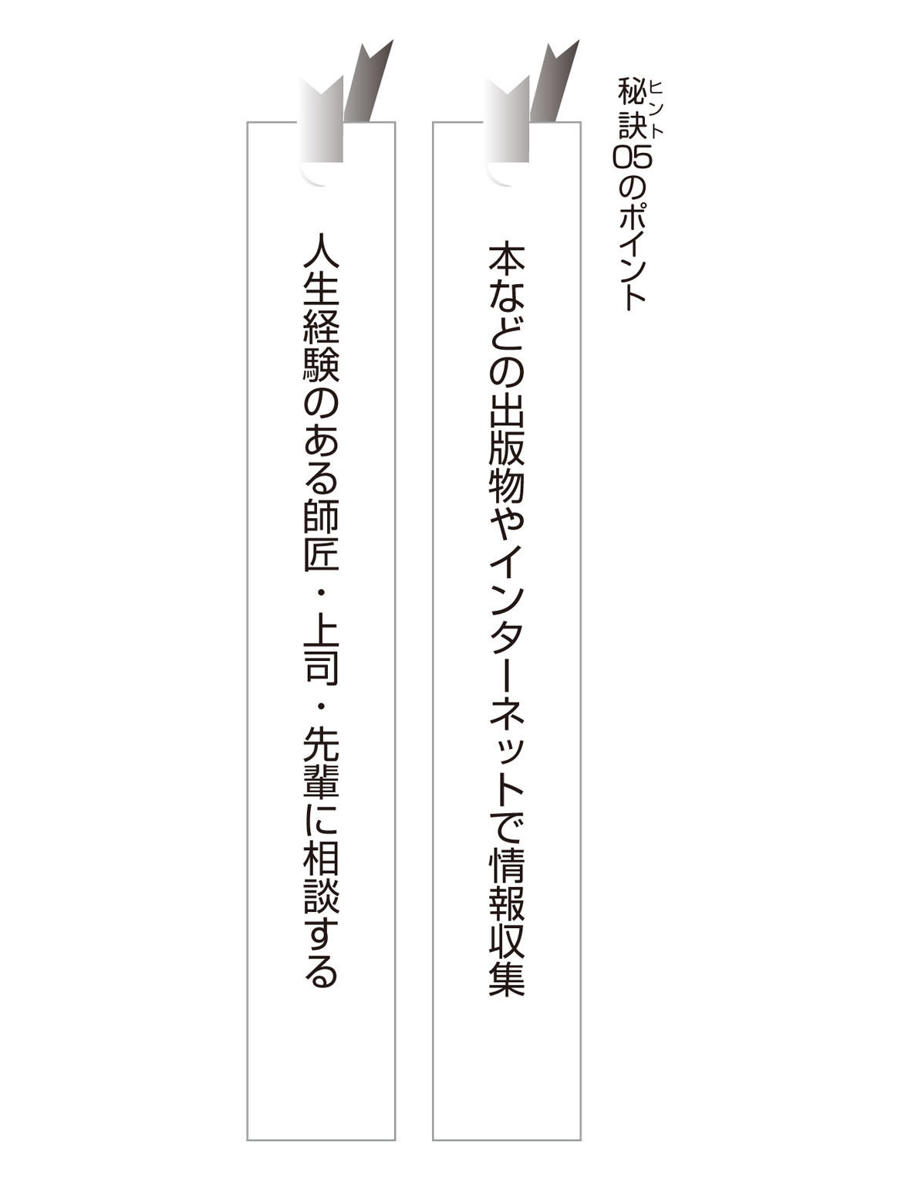 秘訣05のポイント
ヒント
本などの出版物やインターネットで情報収集
人生経験のある師匠・上司・先輩に相談する